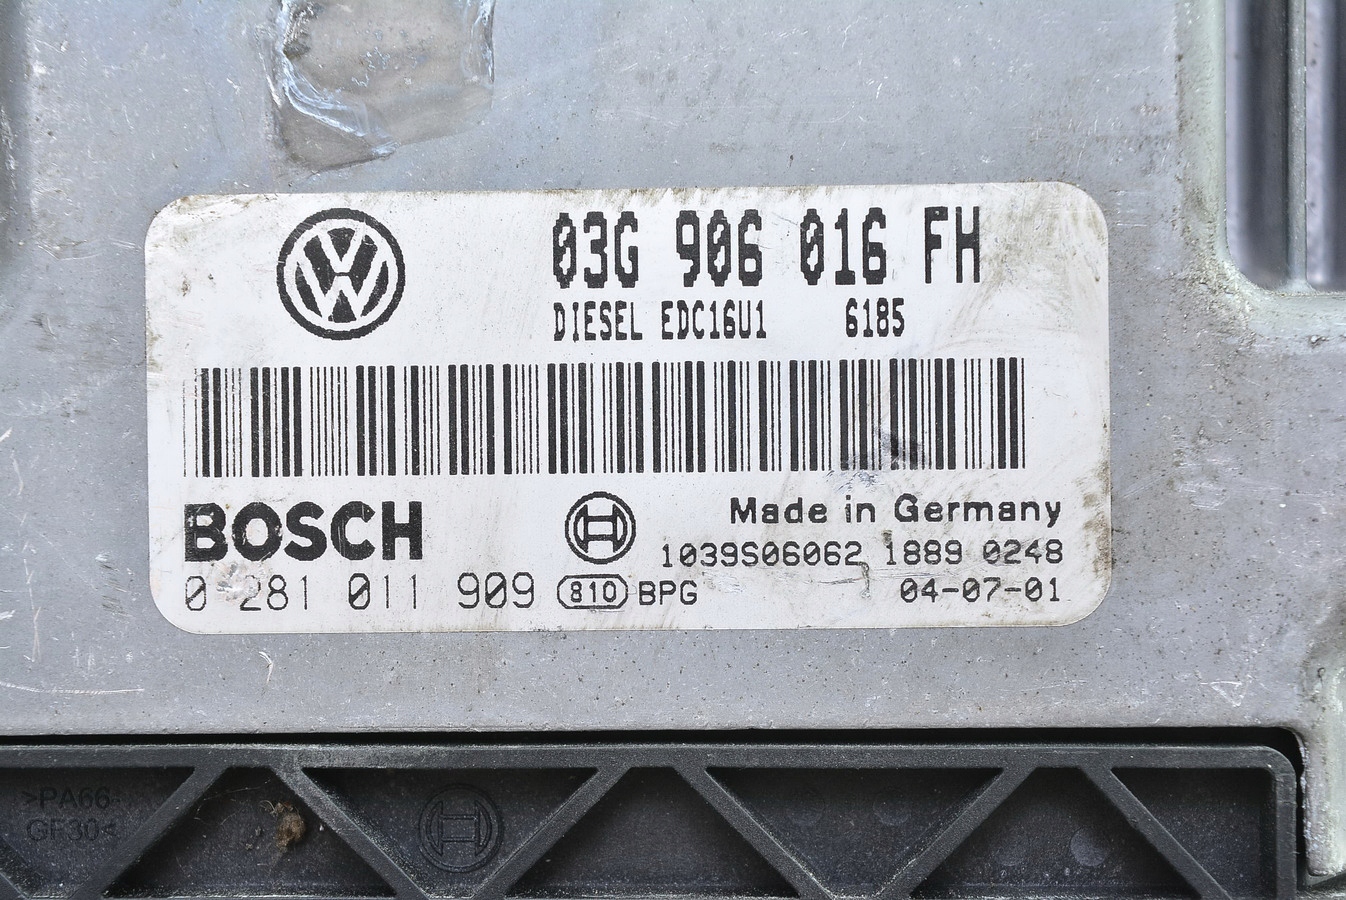 03G 906 016 FH
DIESEL EDC16U1 6185
BOSCH
Made in Germany
1039S06062 1889 0248
0 281 011 909 810 BPG 04-07-01
>PA66-
GF30<